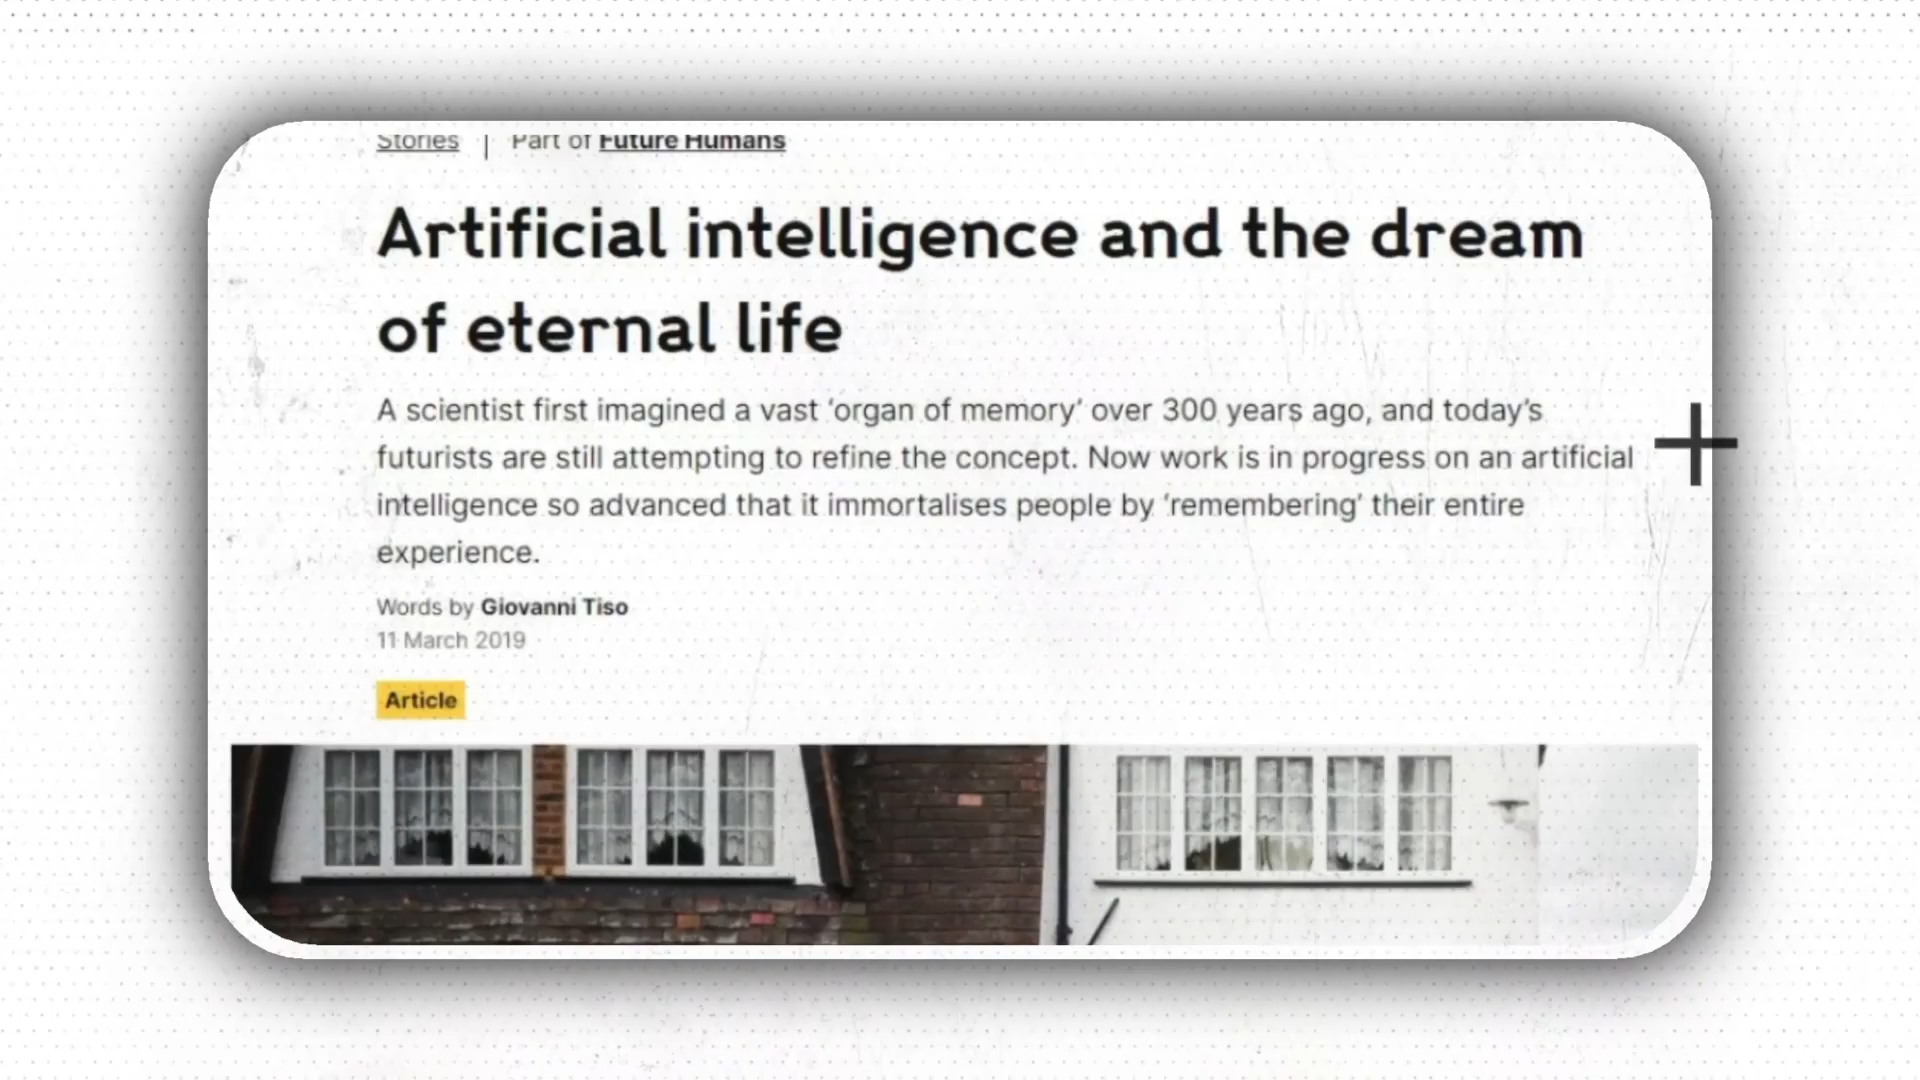 Stories | Part of Future Humans
Artificial intelligence and the dream
of eternal life
A scientist first imagined a vast ‘organ of memory’ over 300 years ago, and today’s
futurists are still attempting to refine the concept. Now work is in progress on an artificial
intelligence so advanced that it immortalises people by ‘remembering’ their entire
experience.
Words by Giovanni Tiso
11 March 2019
Article